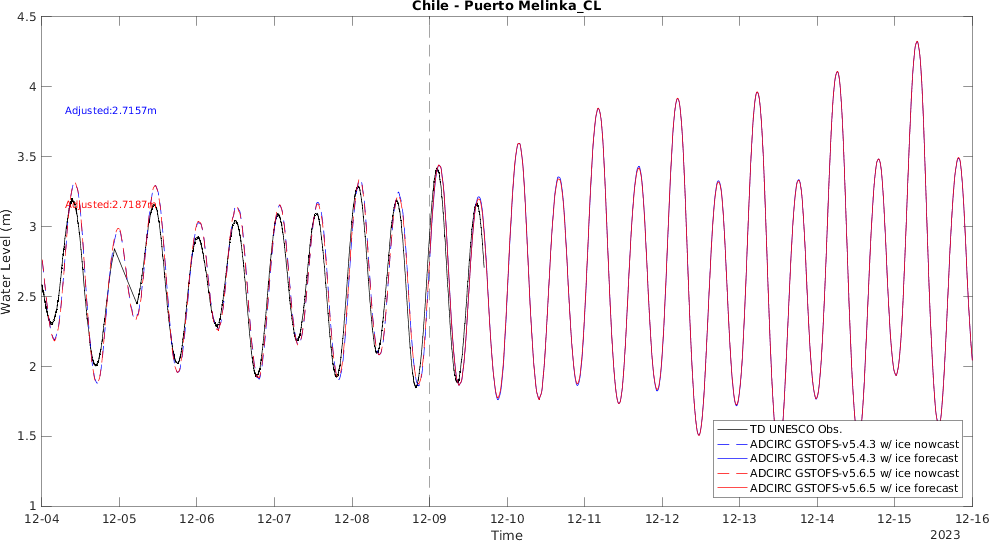 Chile - Puerto Melinka_CL
4.5
4
3.5
3
2.5
2
1.5
1
Water Level (m)
Adjusted:2.7157m
Adjusted:2.7187m
TD UNESCO Obs.
ADCIRC GSTOFS-v5.4.3 w/ ice nowcast
ADCIRC GSTOFS-v5.4.3 w/ ice forecast
ADCIRC GSTOFS-v5.6.5 w/ ice nowcast
ADCIRC GSTOFS-v5.6.5 w/ ice forecast
12-04 12-05 12-06 12-07 12-08 12-09 12-10 12-11 12-12 12-13 12-14 12-15 12-16
Time
2023